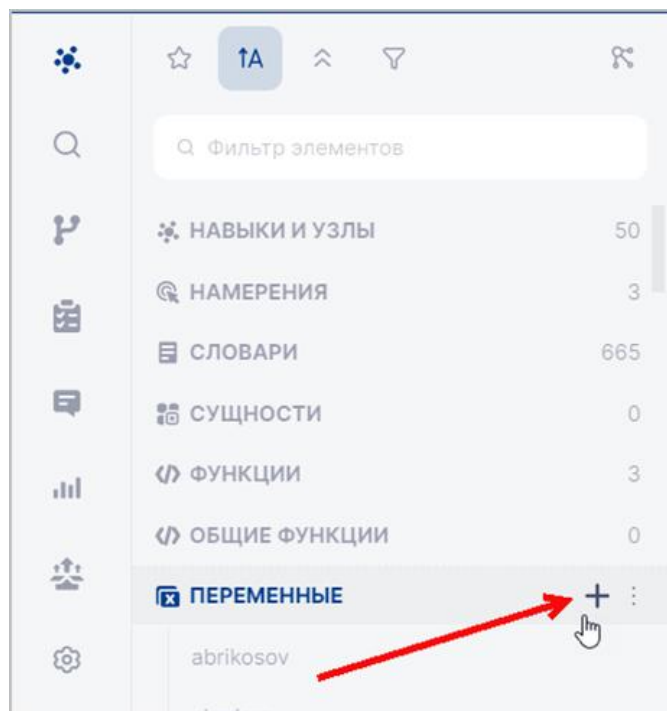 ↑A
Фильтр элементов
НАВЫКИ И УЗЛЫ 50
НАМЕРЕНИЯ 3
СЛОВАРИ 665
СУЩНОСТИ 0
ФУНКЦИИ 3
ОБЩИЕ ФУНКЦИИ 0
ПЕРЕМЕННЫЕ
abrikosov